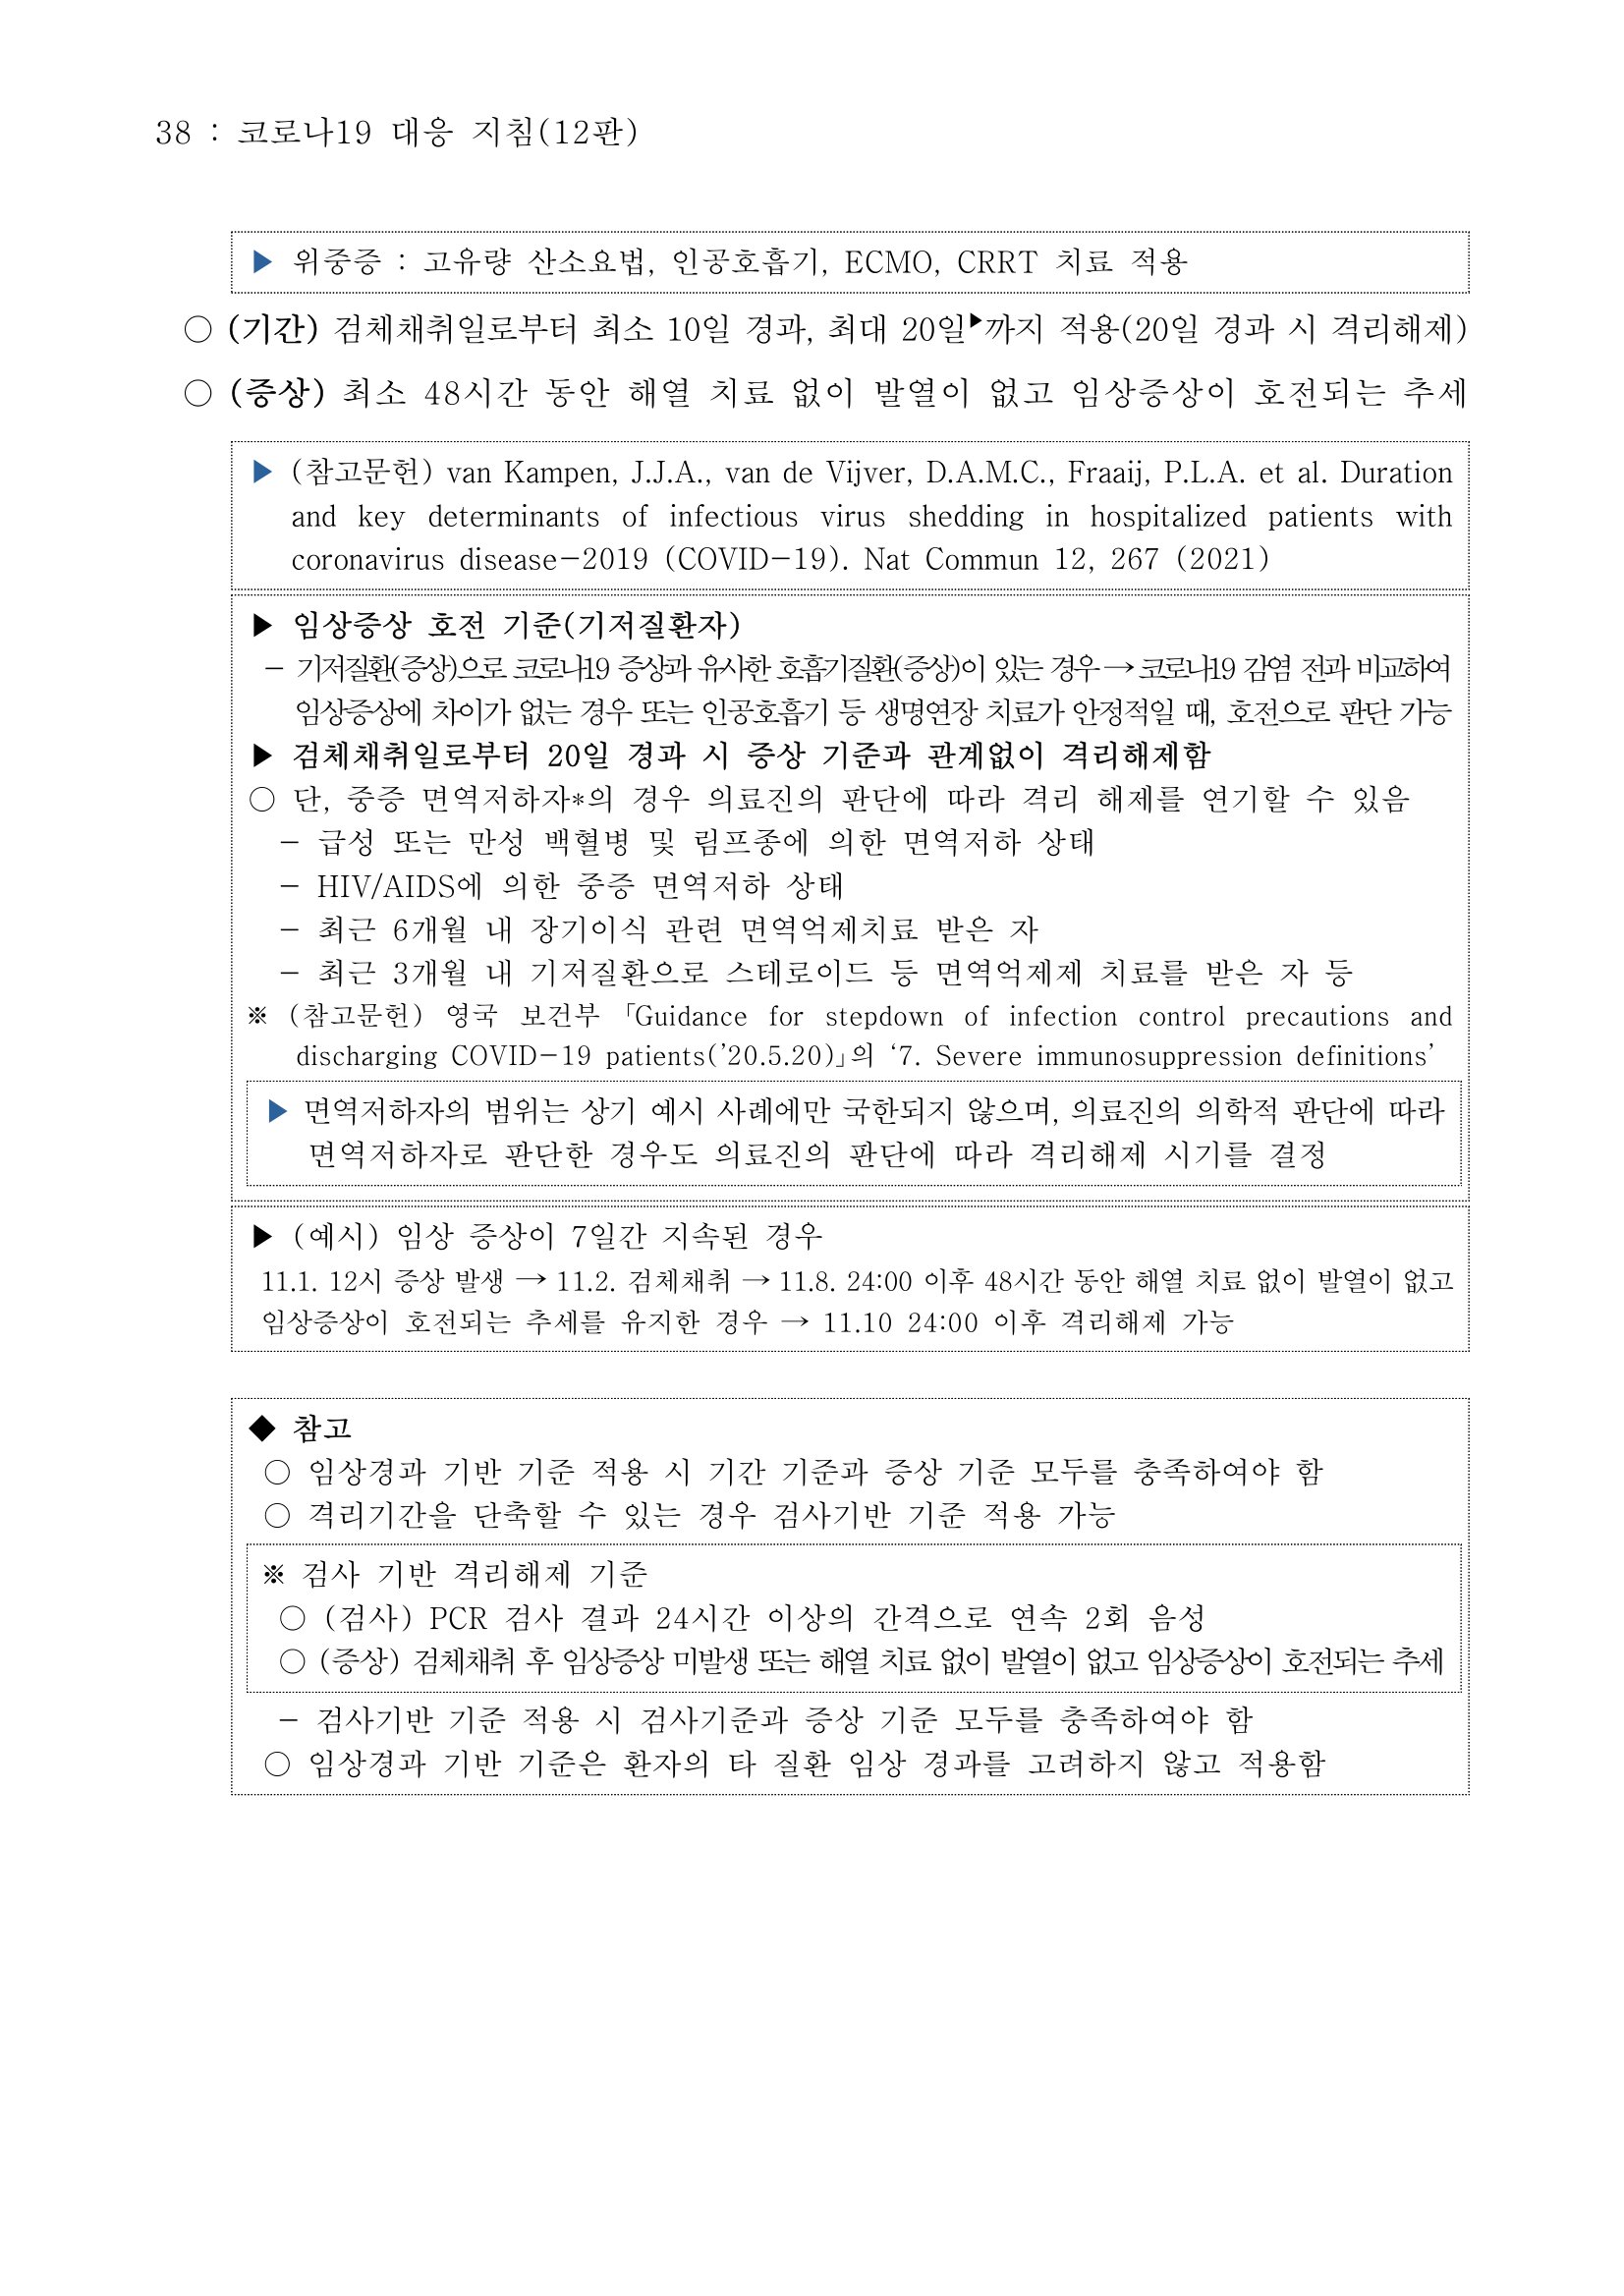 38 : 코로나19 대응 지침(12판)
▶ 위중증 : 고유량 산소요법, 인공호흡기, ECMO, CRRT 치료 적용
○ (기간) 검체채취일로부터 최소 10일 경과, 최대 20일▶까지 적용(20일 경과 시 격리해제)
○ (증상) 최소 48시간 동안 해열 치료 없이 발열이 없고 임상증상이 호전되는 추세
▶ (참고문헌) van Kampen, J.J.A., van de Vijver, D.A.M.C., Fraaij, P.L.A. et al. Duration
and key determinants of infectious virus shedding in hospitalized patients with
coronavirus disease-2019 (COVID-19). Nat Commun 12, 267 (2021)
▶ 임상증상 호전 기준(기저질환자)
- 기저질환(증상)으로 코로나19 증상과 유사한 호흡기질환(증상)이 있는 경우→코로나19 감염 전과 비교하여
임상증상에 차이가 없는 경우 또는 인공호흡기 등 생명연장 치료가 안정적일 때, 호전으로 판단 가능
▶ 검체채취일로부터 20일 경과 시 증상 기준과 관계없이 격리해제함
○ 단, 중증 면역저하자*의 경우 의료진의 판단에 따라 격리 해제를 연기할 수 있음
- 급성 또는 만성 백혈병 및 림프종에 의한 면역저하 상태
- HIV/AIDS에 의한 중증 면역저하 상태
- 최근 6개월 내 장기이식 관련 면역억제치료 받은 자
- 최근 3개월 내 기저질환으로 스테로이드 등 면역억제제 치료를 받은 자 등
※ (참고문헌) 영국 보건부 「Guidance for stepdown of infection control precautions and
discharging COVID-19 patients(’20.5.20)」의 ‘7. Severe immunosuppression definitions’
▶ 면역저하자의 범위는 상기 예시 사례에만 국한되지 않으며, 의료진의 의학적 판단에 따라
면역저하자로 판단한 경우도 의료진의 판단에 따라 격리해제 시기를 결정
▶ (예시) 임상 증상이 7일간 지속된 경우
11.1. 12시 증상 발생 → 11.2. 검체채취 → 11.8. 24:00 이후 48시간 동안 해열 치료 없이 발열이 없고
임상증상이 호전되는 추세를 유지한 경우 → 11.10 24:00 이후 격리해제 가능
◆ 참고
○ 임상경과 기반 기준 적용 시 기간 기준과 증상 기준 모두를 충족하여야 함
○ 격리기간을 단축할 수 있는 경우 검사기반 기준 적용 가능
※ 검사 기반 격리해제 기준
○ (검사) PCR 검사 결과 24시간 이상의 간격으로 연속 2회 음성
○ (증상) 검체채취 후 임상증상 미발생 또는 해열 치료 없이 발열이 없고 임상증상이 호전되는 추세
- 검사기반 기준 적용 시 검사기준과 증상 기준 모두를 충족하여야 함
○ 임상경과 기반 기준은 환자의 타 질환 임상 경과를 고려하지 않고 적용함